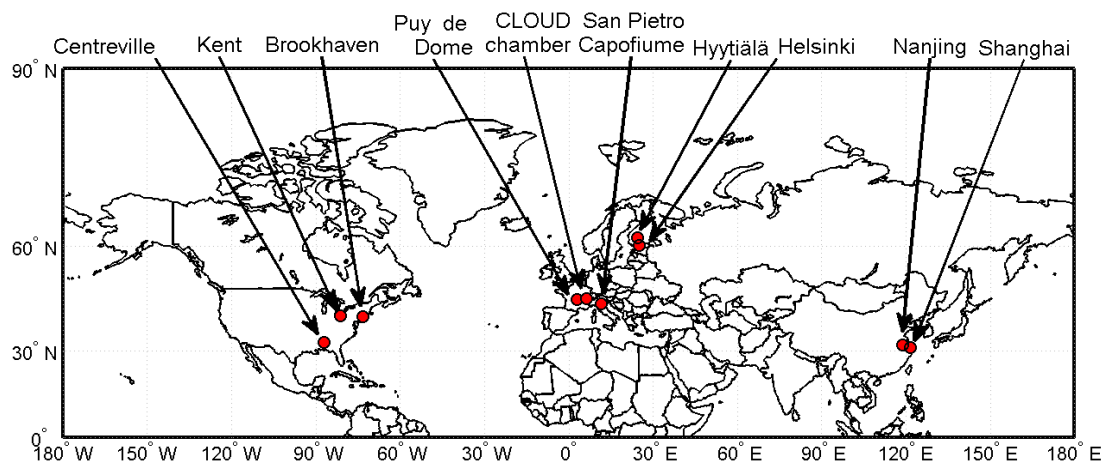 Puy de CLOUD San Pietro
Centreville Kent Brookhaven Dome chamber Capofiume Hyytiälä Helsinki Nanjing Shanghai
90° N
60° N
30° N
0°
180° W 150° W 120° W 90° W 60° W 30° W 0° 30° E 60° E 90° E 120° E 150° E 180° E